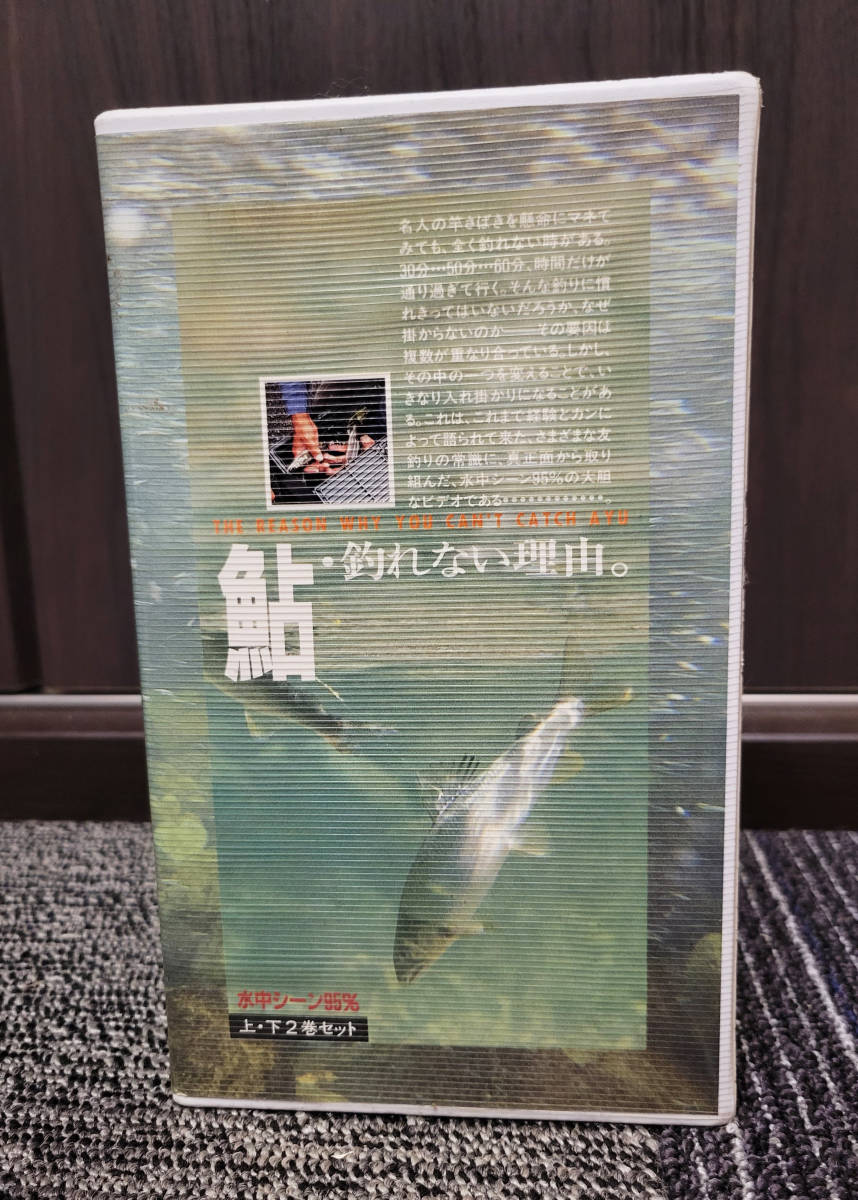 名人の竿さばきを懸命にマネて
みても、全く釣れない時がある。
30分…50分…60分、時間だけが
通り過ぎて行く。そんな釣りに慣
れきってはいないだろうか。なぜ
掛からないのか――その要因は
複数が重なり合っている。しかし、
その中の一つを変えることで、い
きなり入れ掛かりになることがあ
る。これは、これまで経験とカンに
よって語られて来た、さまざまな友
釣りの常識に、真正面から取り
組んだ、水中シーン95%の大胆
なビデオである…………。
THE REASON WHY YOU CAN'T CATCH AYU
鮎・釣れない理由。
水中シーン95%
上・下2巻セット